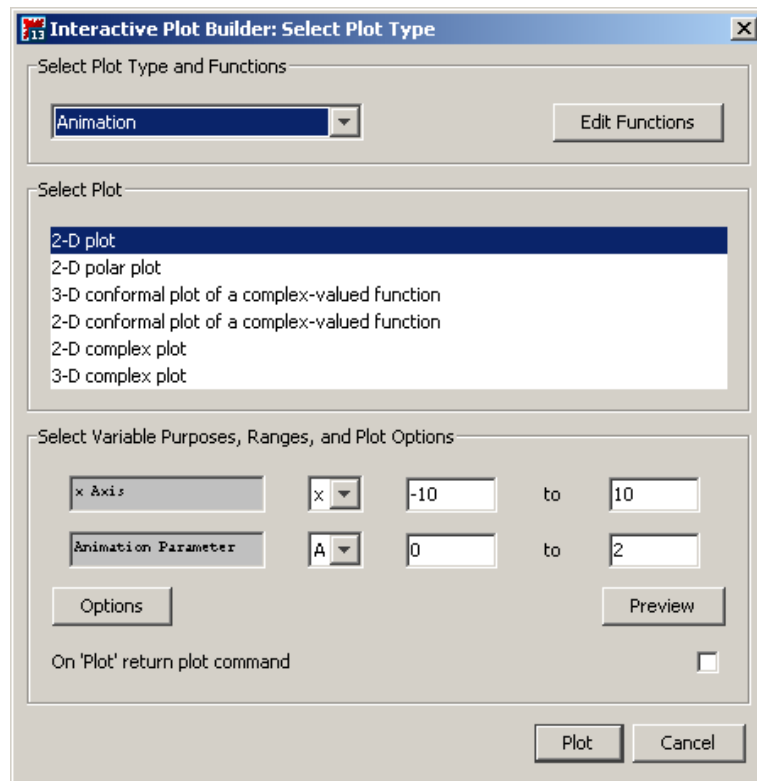 13 Interactive Plot Builder: Select Plot Type
Select Plot Type and Functions
Animation
Edit Functions
Select Plot
2-D plot
2-D polar plot
3-D conformal plot of a complex-valued function
2-D conformal plot of a complex-valued function
2-D complex plot
3-D complex plot
Select Variable Purposes, Ranges, and Plot Options
x Axis x -10 to 10
Animation Parameter A 0 to 2
Options Preview
On 'Plot' return plot command
Plot Cancel